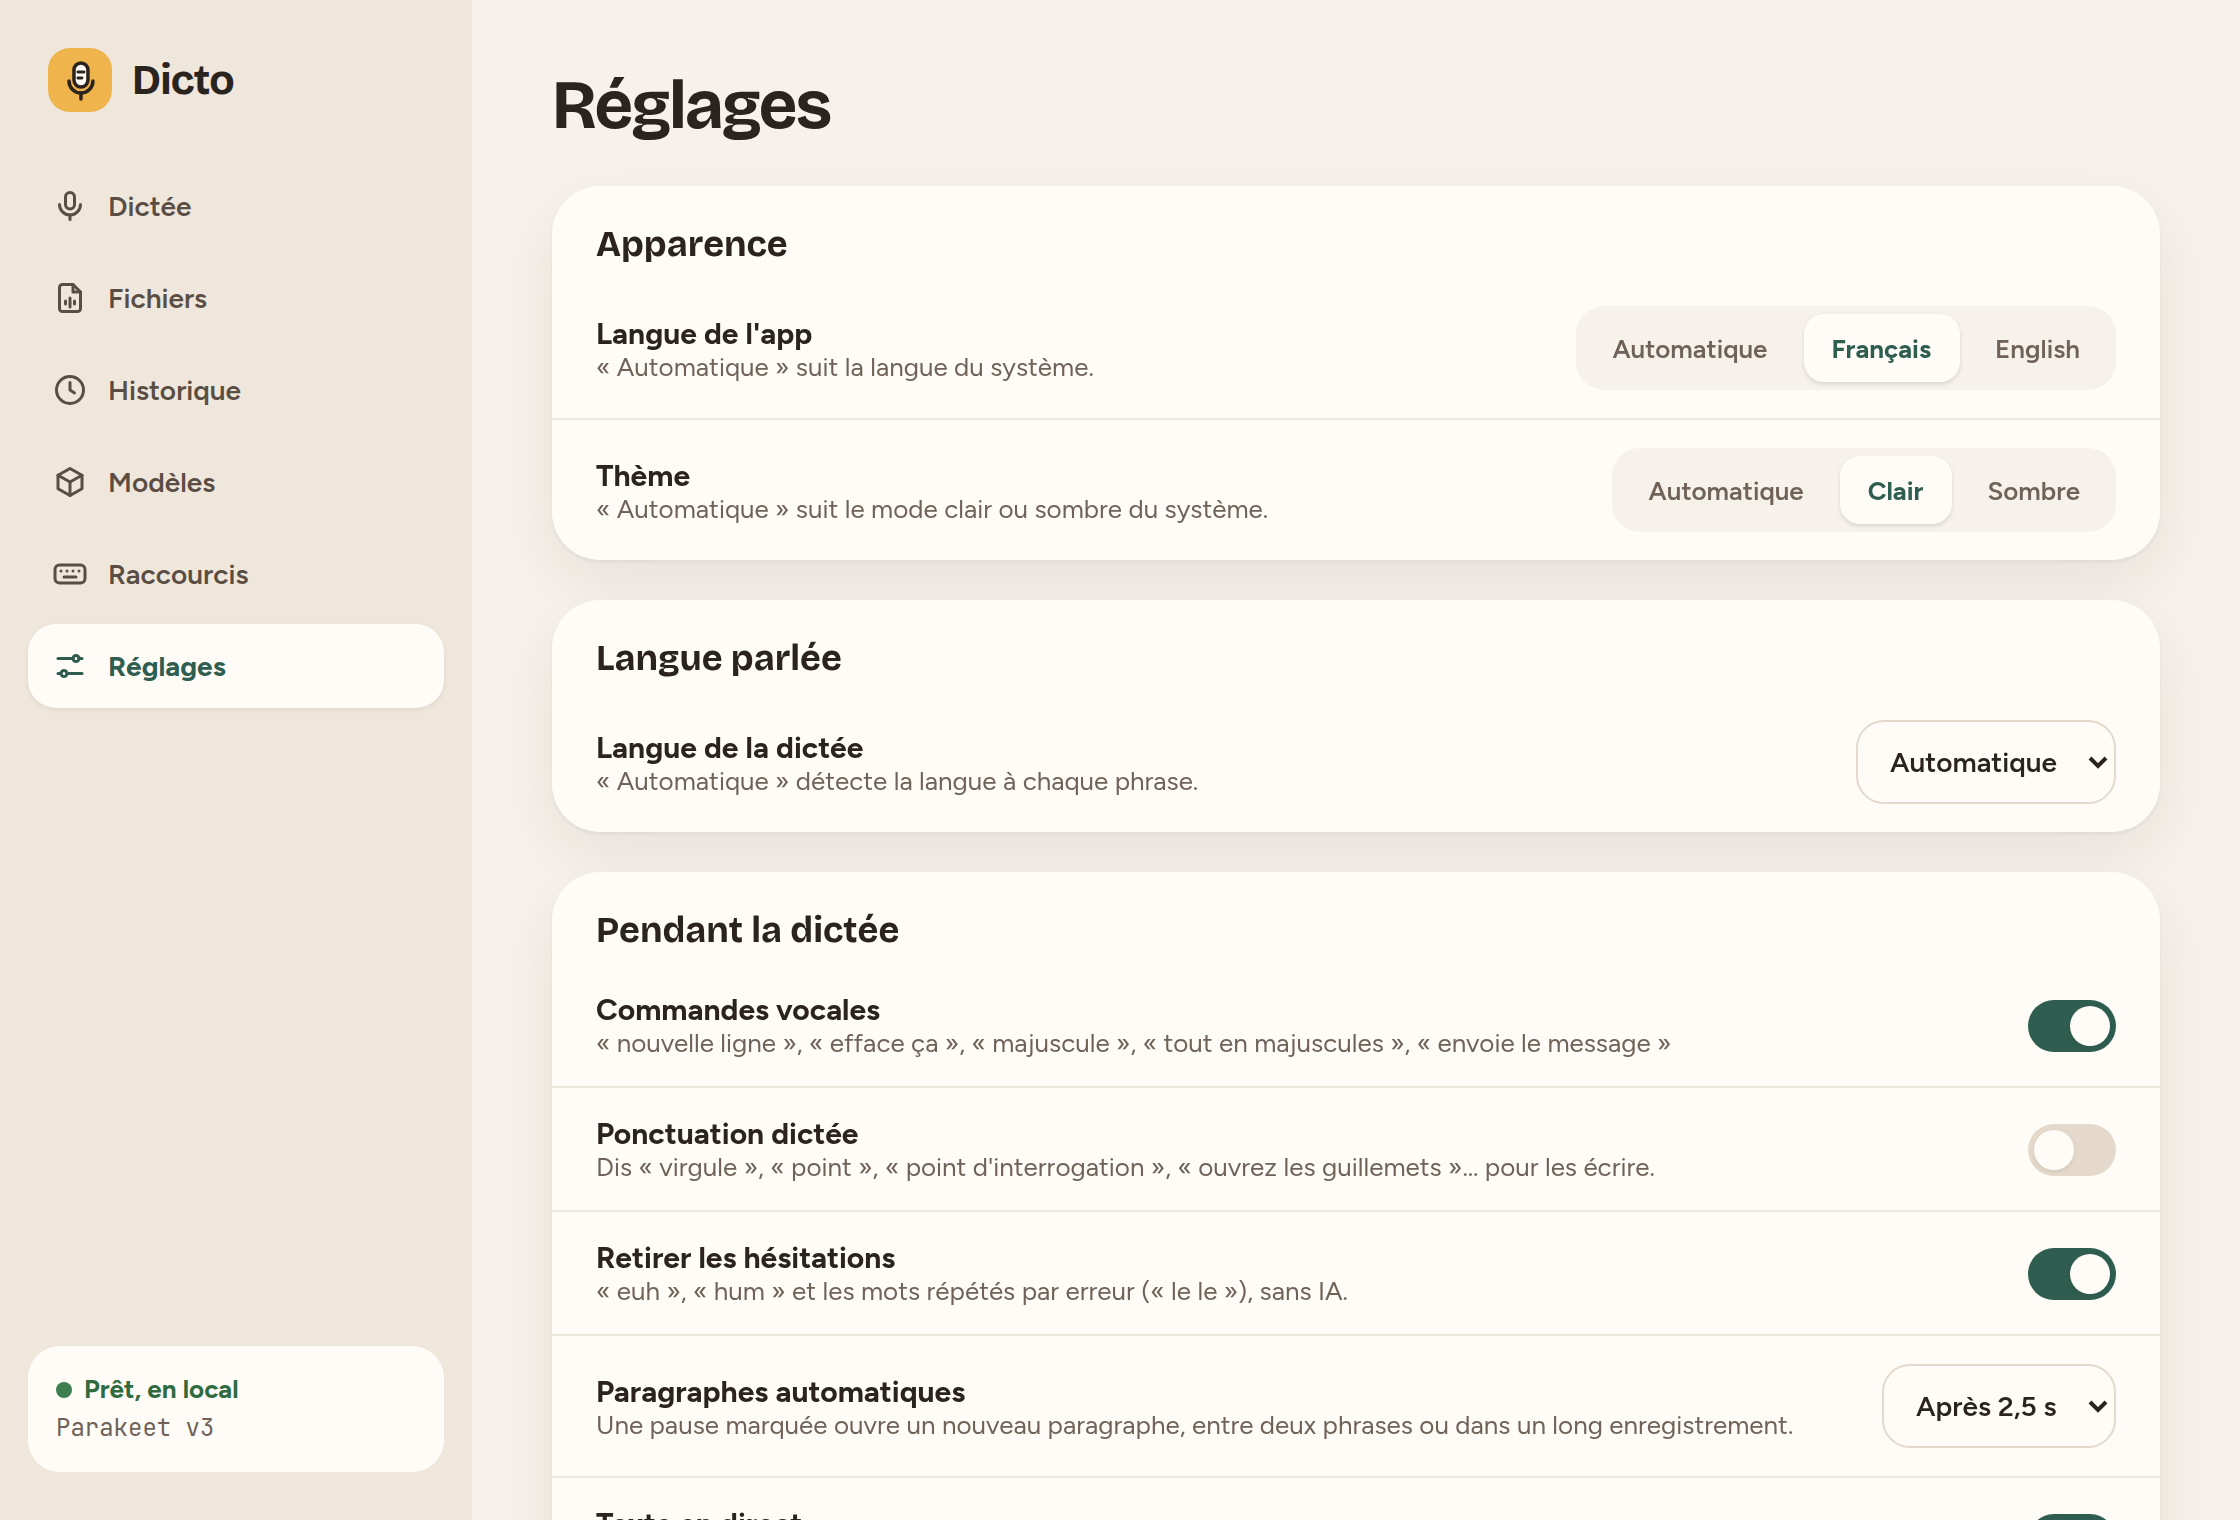 Dicto
Dictée
Fichiers
Historique
Modèles
Raccourcis
Réglages
Prêt, en local
Parakeet v3
Réglages
Apparence
Langue de l'app
« Automatique » suit la langue du système.
Automatique Français English
Thème
« Automatique » suit le mode clair ou sombre du système.
Automatique Clair Sombre
Langue parlée
Langue de la dictée
« Automatique » détecte la langue à chaque phrase.
Automatique
Pendant la dictée
Commandes vocales
« nouvelle ligne », « efface ça », « majuscule », « tout en majuscules », « envoie le message »
Ponctuation dictée
Dis « virgule », « point », « point d'interrogation », « ouvrez les guillemets »... pour les écrire.
Retirer les hésitations
« euh », « hum » et les mots répétés par erreur (« le le »), sans IA.
Paragraphes automatiques
Une pause marquée ouvre un nouveau paragraphe, entre deux phrases ou dans un long enregistrement.
Après 2,5 s